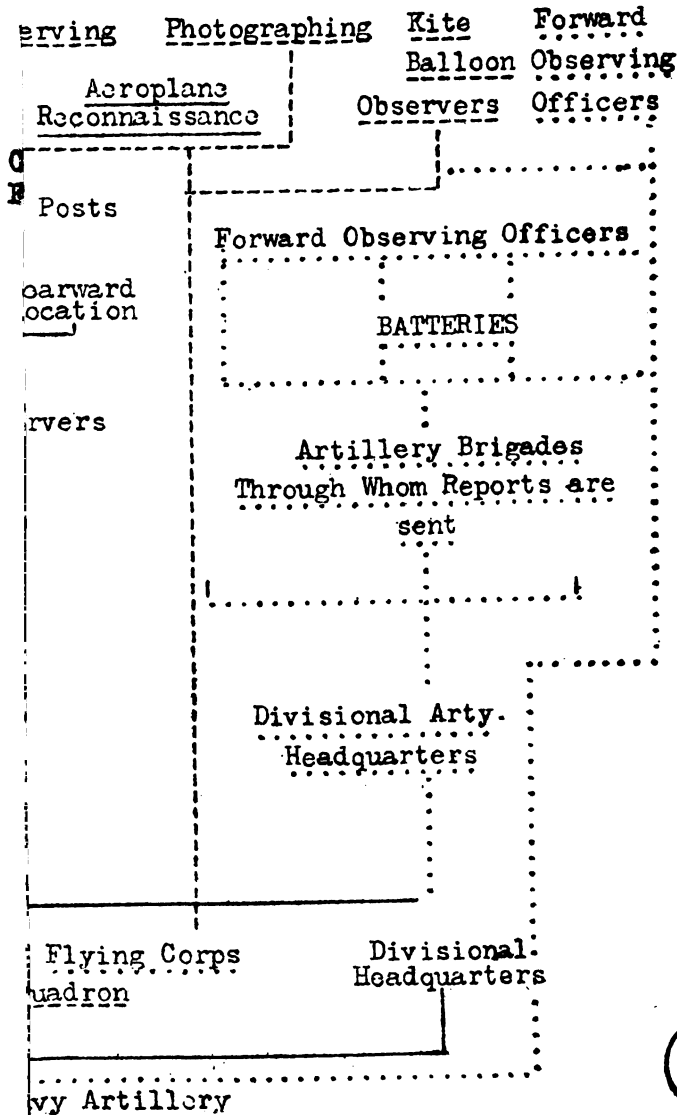 erving Photographing Kite Forward
Balloon Observing
Aeroplane
Reconnaissance
Observers Officers
Posts
Forward Observing Officers
oarward
ocation
BATTERIES
rvers
Artillery Brigades
Through Whom Reports are
sent
Divisional Arty.
Headquarters
Flying Corps
uadron
Divisional
Headquarters
vy Artillery